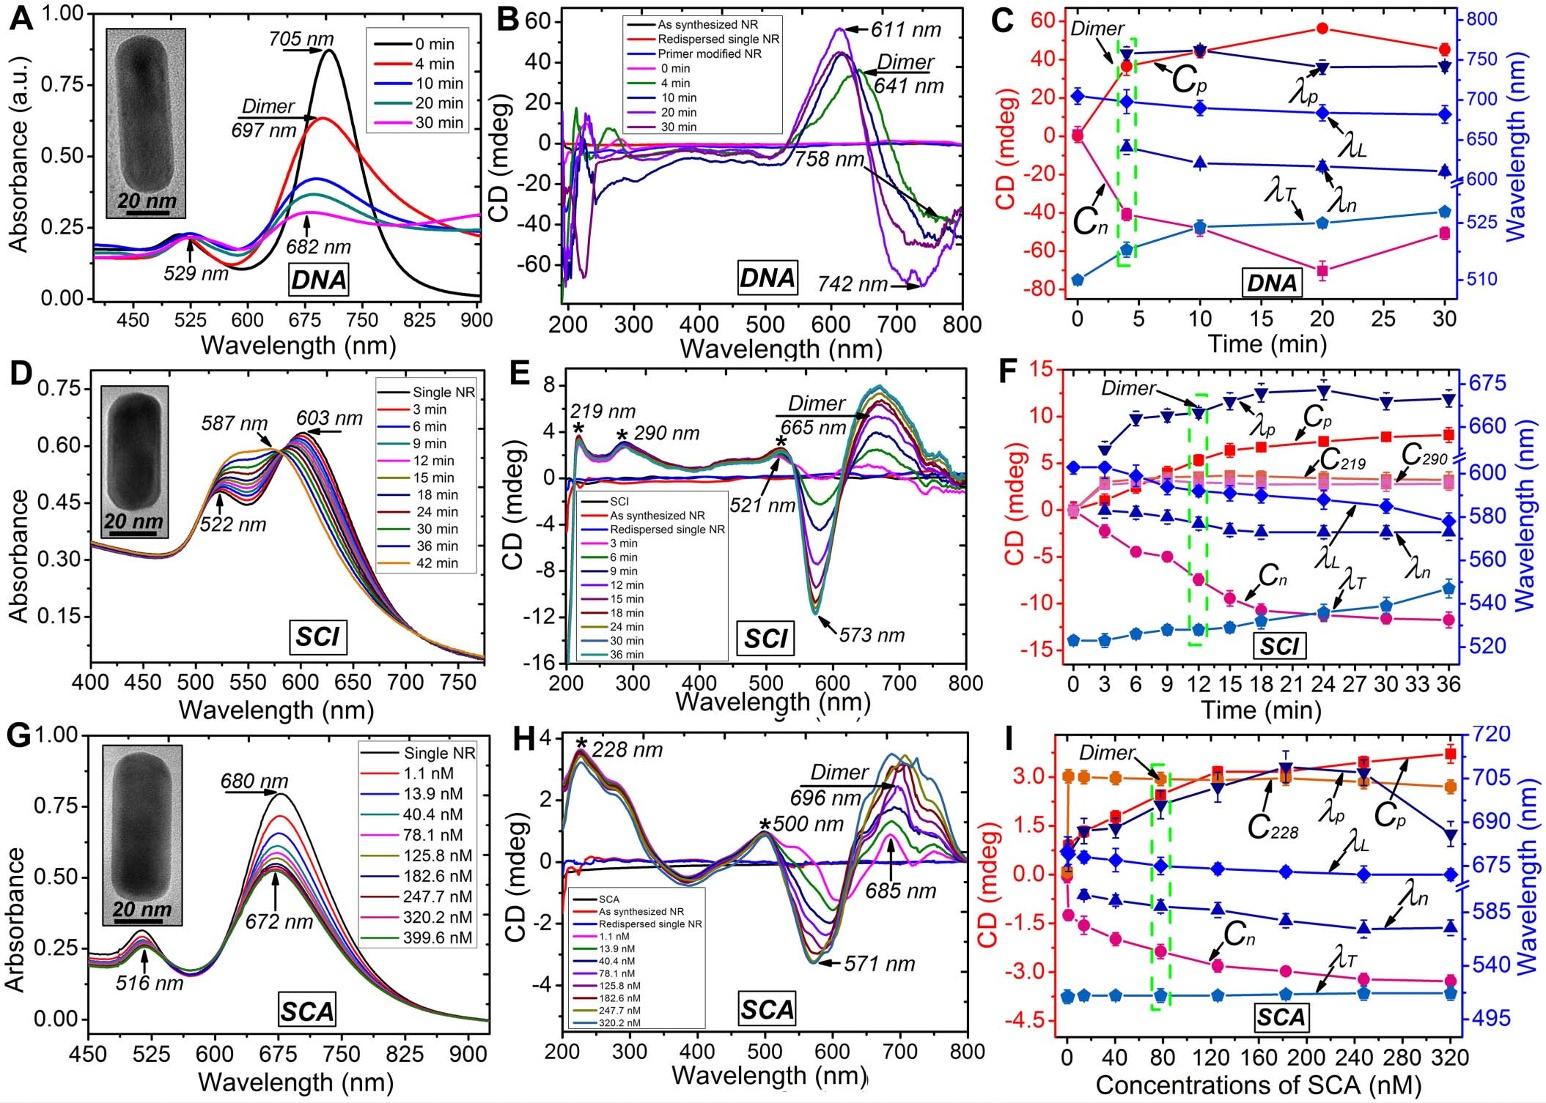 A
Absorbance (a.u.)
1.00
0.75
0.50
0.25
0.00
450 525 600 675 750 825 900
Wavelength (nm)
20 nm
705 nm
Dimer
697 nm
529 nm
682 nm
DNA
0 min
4 min
10 min
20 min
30 min
B
CD (mdeg)
60
40
20
0
-20
-40
-60
200 300 400 500 600 700 800
Wavelength (nm)
As synthesized NR
Redispersed single NR
Primer modified NR
0 min
4 min
10 min
20 min
30 min
611 nm
Dimer
641 nm
758 nm
742 nm
DNA
C
CD (mdeg)
60
40
20
0
-20
-40
-60
-80
0 5 10 15 20 25 30
Time (min)
Wavelength (nm)
800
750
700
650
600
525
510
Dimer
Cp
λp
λL
λn
λT
Cn
DNA
D
Absorbance
0.75
0.60
0.45
0.30
0.15
400 450 500 550 600 650 700 750
Wavelength (nm)
20 nm
587 nm
603 nm
522 nm
SCI
Single NR
3 min
6 min
9 min
12 min
15 min
18 min
24 min
30 min
36 min
42 min
E
CD (mdeg)
8
4
0
-4
-8
-12
-16
200 300 400 500 600 700 800
Wavelength (nm)
219 nm
* * 290 nm
Dimer
665 nm
*
521 nm
573 nm
SCI
SCI
As synthesized NR
Redispersed single NR
3 min
6 min
9 min
12 min
15 min
18 min
24 min
30 min
36 min
F
CD (mdeg)
15
10
5
0
-5
-10
-15
0 3 6 9 12 15 18 21 24 27 30 33 36
Time (min)
Wavelength (nm)
675
660
600
580
560
540
520
Dimer
λp
Cp
C219
C290
λL
λn
Cn
λT
SCI
G
Arbsorbance
1.00
0.75
0.50
0.25
0.00
450 525 600 675 750 825 900
Wavelength (nm)
20 nm
680 nm
672 nm
516 nm
SCA
Single NR
1.1 nM
13.9 nM
40.4 nM
78.1 nM
125.8 nM
182.6 nM
247.7 nM
320.2 nM
399.6 nM
H
CD (mdeg)
4
2
0
-2
-4
200 300 400 500 600 700 800
Wavelength (nm)
* 228 nm
Dimer
696 nm
* 500 nm
685 nm
571 nm
SCA
SCA
As synthesized NR
Redispersed single NR
1.1 nM
13.9 nM
40.4 nM
78.1 nM
125.8 nM
182.6 nM
247.7 nM
320.2 nM
I
CD (mdeg)
3.0
1.5
0.0
-1.5
-3.0
-4.5
0 40 80 120 160 200 240 280 320
Concentrations of SCA (nM)
Wavelength (nm)
720
705
690
675
585
540
495
Dimer
C228
λp
Cp
λL
λn
Cn
λT
SCA